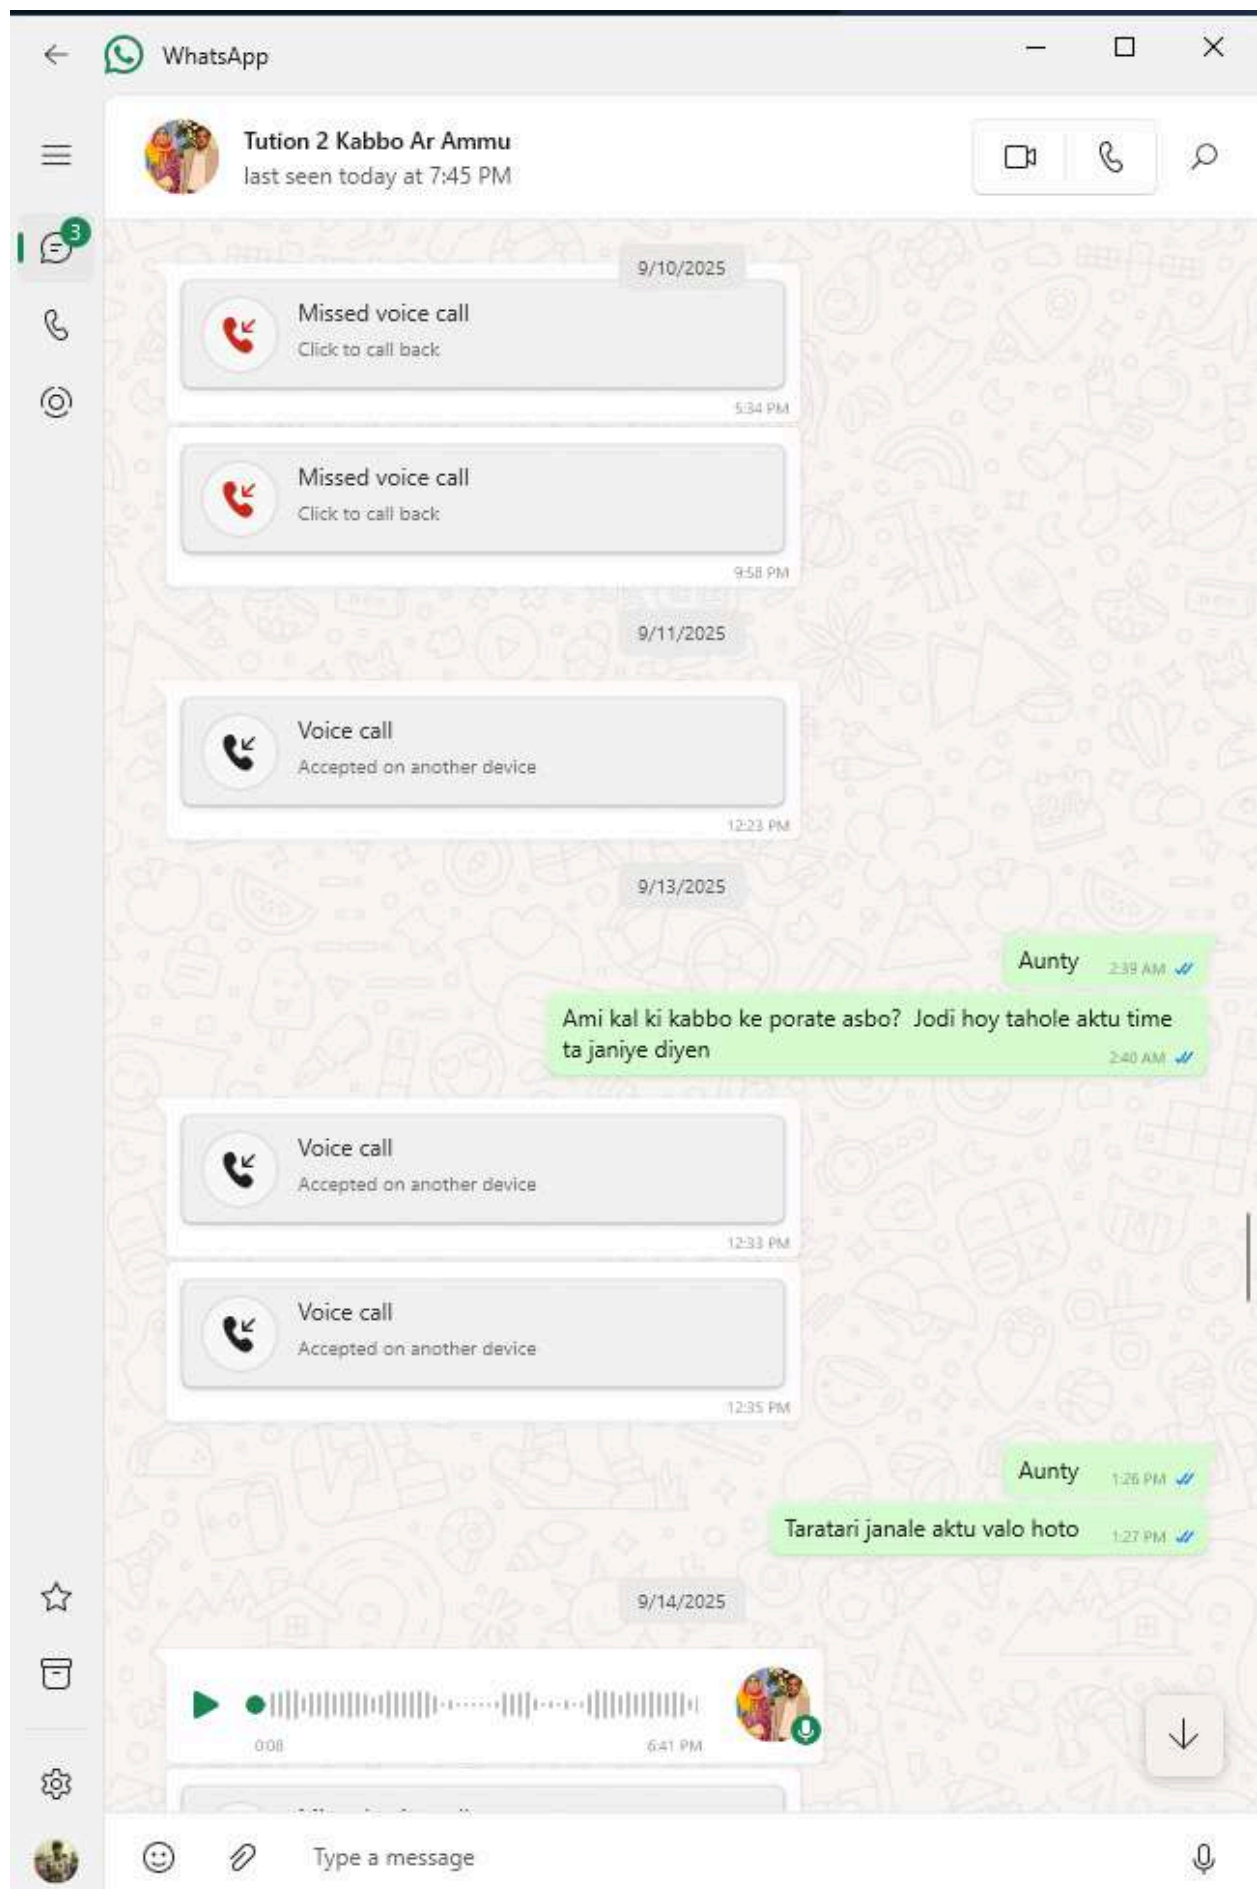 WhatsApp
Tution 2 Kabbo Ar Ammu
last seen today at 7:45 PM
3
9/10/2025
Missed voice call
Click to call back
5:34 PM
Missed voice call
Click to call back
9:58 PM
9/11/2025
Voice call
Accepted on another device
12:23 PM
9/13/2025
Aunty 2:39 AM
Ami kal ki kabbo ke porate asbo? Jodi hoy tahole aktu time
ta janiye diyen 2:40 AM
Voice call
Accepted on another device
12:33 PM
Voice call
Accepted on another device
12:35 PM
Aunty 1:26 PM
Taratari janale aktu valo hoto 1:27 PM
9/14/2025
0:08 6:41 PM
Type a message